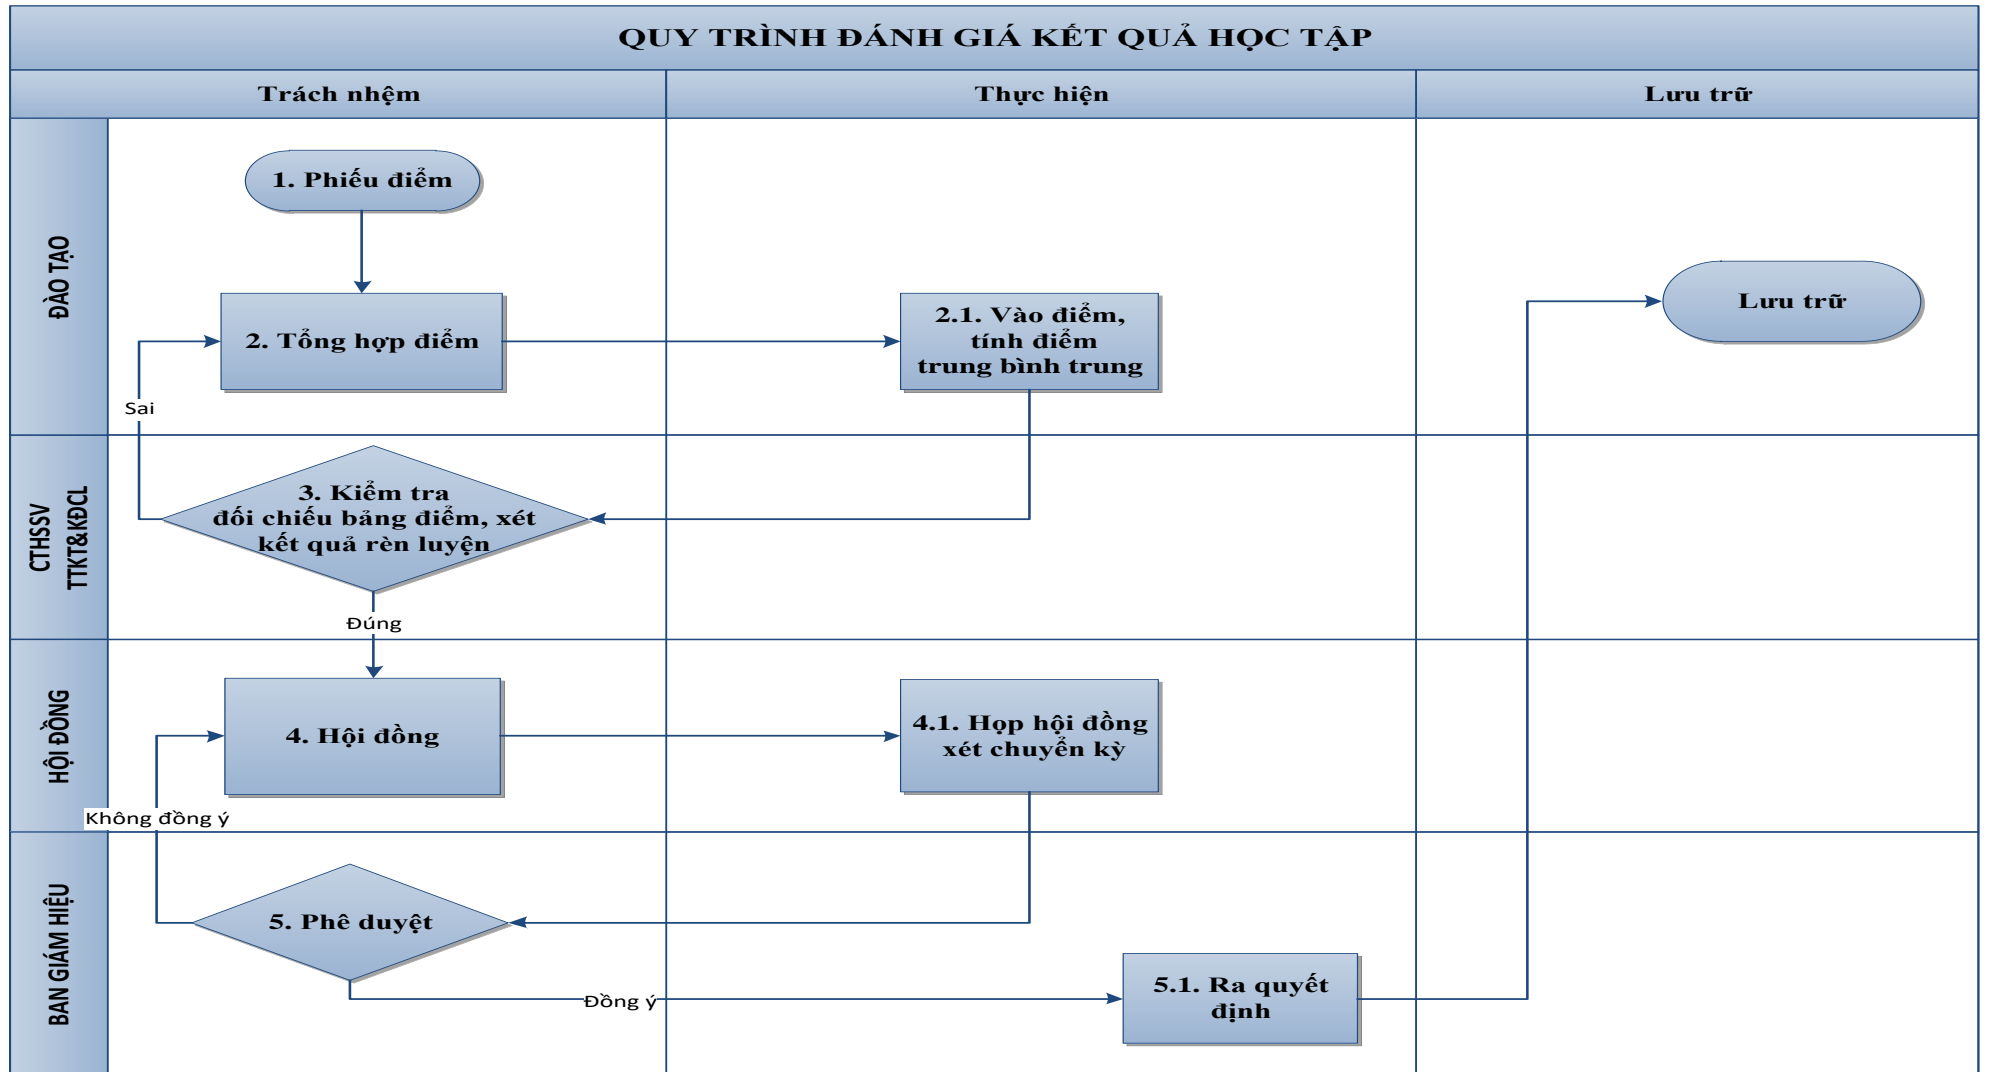 QUY TRÌNH ĐÁNH GIÁ KẾT QUẢ HỌC TẬP
Trách nhệm
Thực hiện
Lưu trữ
ĐÀO TẠO
1. Phiếu điểm
2. Tổng hợp điểm
2.1. Vào điểm,
tính điểm
trung bình trung
Lưu trữ
Sai
CTHSSV
TTKT&KĐCL
3. Kiểm tra
đối chiếu bảng điểm, xét
kết quả rèn luyện
Đúng
HỘI ĐỒNG
4. Hội đồng
4.1. Họp hội đồng
xét chuyển kỳ
Không đồng ý
BAN GIÁM HIỆU
5. Phê duyệt
Đồng ý
5.1. Ra quyết
định